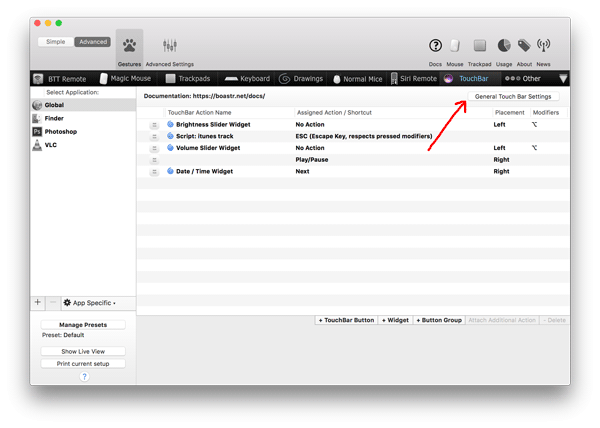 Simple Advanced
Gestures Advanced Settings Docs Mouse Trackpad Usage About News
BTT Remote Magic Mouse Trackpads Keyboard Drawings Normal Mice Siri Remote TouchBar Other
Select Application:
Global
Finder
Ps Photoshop
VLC
Documentation: https://boastr.net/docs/ General Touch Bar Settings
TouchBar Action Name Assigned Action / Shortcut Placement Modifiers
Brightness Slider Widget No Action Left ⌥
Script: itunes track ESC (Escape Key, respects pressed modifiers)
Volume Slider Widget No Action Left ⌥
Play/Pause Right
Date / Time Widget Next Right
+ − App Specific
+ TouchBar Button + Widget + Button Group Attach Additional Action - Delete
Manage Presets
Preset: Default
Show Live View
Print current setup
?